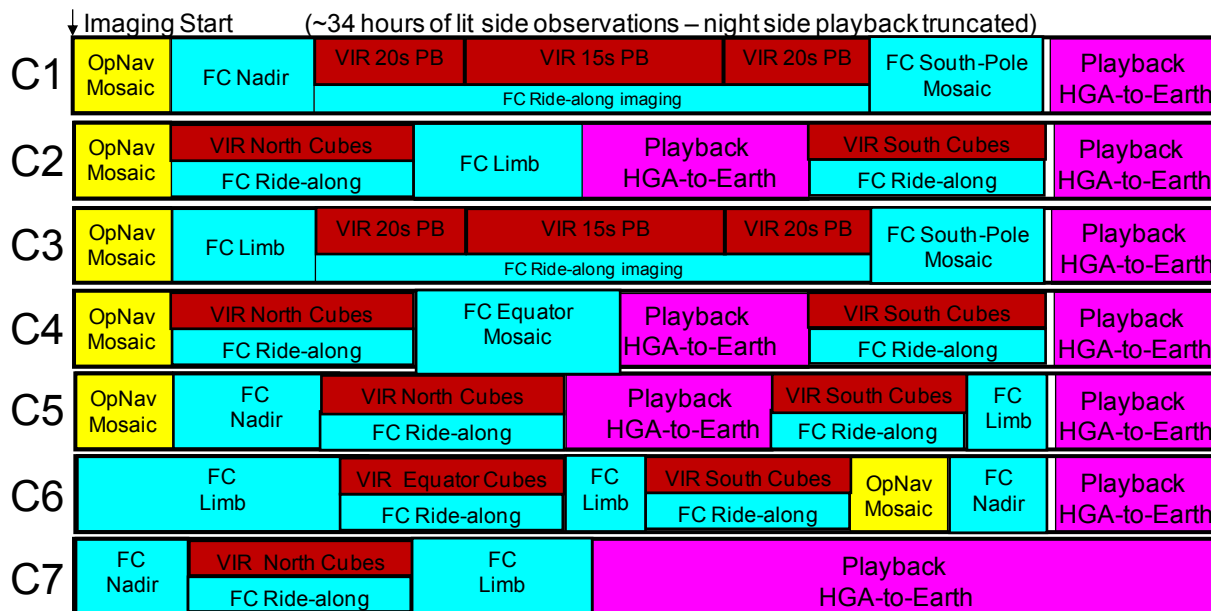 Imaging Start (~34 hours of lit side observations – night side playback truncated)
C1
OpNav
Mosaic
FC Nadir
VIR 20s PB
VIR 15s PB
VIR 20s PB
FC Ride-along imaging
FC South-Pole
Mosaic
Playback
HGA-to-Earth
C2
OpNav
Mosaic
VIR North Cubes
FC Ride-along
FC Limb
Playback
HGA-to-Earth
VIR South Cubes
FC Ride-along
Playback
HGA-to-Earth
C3
OpNav
Mosaic
FC Limb
VIR 20s PB
VIR 15s PB
VIR 20s PB
FC Ride-along imaging
FC South-Pole
Mosaic
Playback
HGA-to-Earth
C4
OpNav
Mosaic
VIR North Cubes
FC Ride-along
FC Equator
Mosaic
Playback
HGA-to-Earth
VIR South Cubes
FC Ride-along
Playback
HGA-to-Earth
C5
OpNav
Mosaic
FC
Nadir
VIR North Cubes
FC Ride-along
Playback
HGA-to-Earth
VIR South Cubes
FC Ride-along
FC
Limb
Playback
HGA-to-Earth
C6
FC
Limb
VIR Equator Cubes
FC Ride-along
FC
Limb
VIR South Cubes
FC Ride-along
OpNav
Mosaic
FC
Nadir
Playback
HGA-to-Earth
C7
FC
Nadir
VIR North Cubes
FC Ride-along
FC
Limb
Playback
HGA-to-Earth